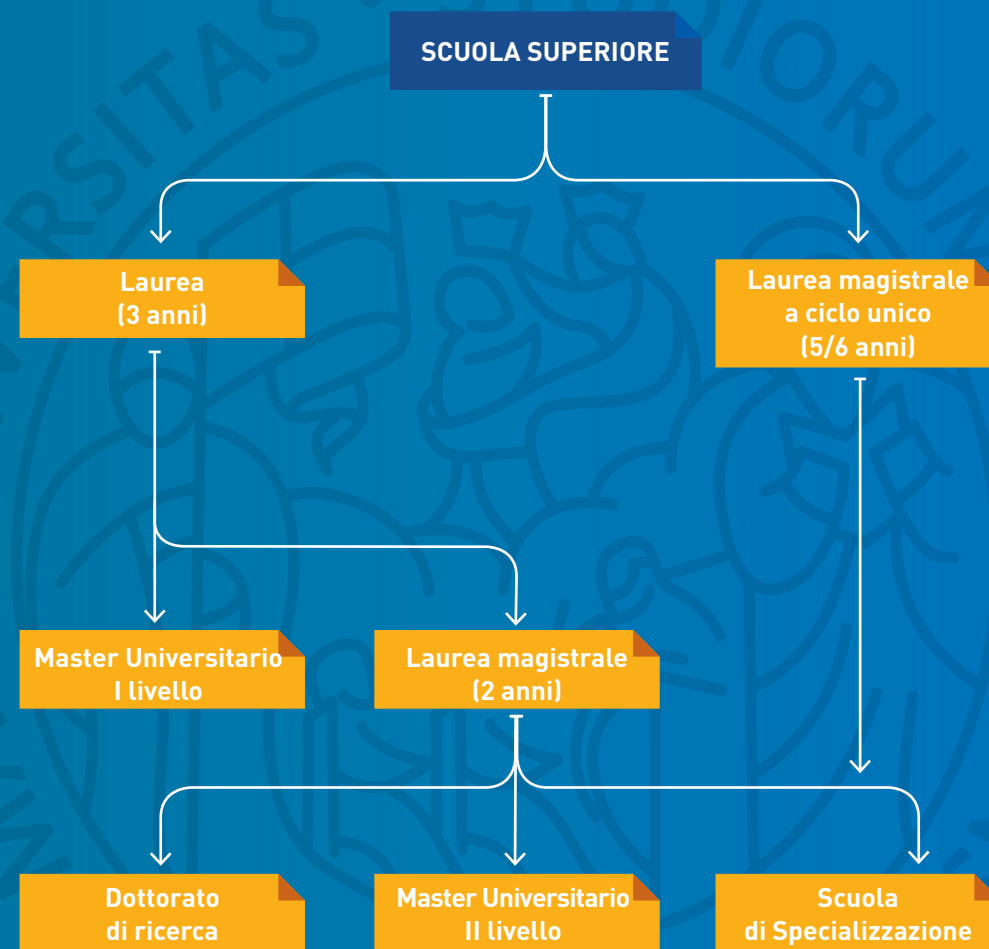 SCUOLA SUPERIORE
Laurea
(3 anni)
Laurea magistrale
a ciclo unico
(5/6 anni)
Master Universitario
I livello
Laurea magistrale
(2 anni)
Dottorato
di ricerca
Master Universitario
II livello
Scuola
di Specializzazione